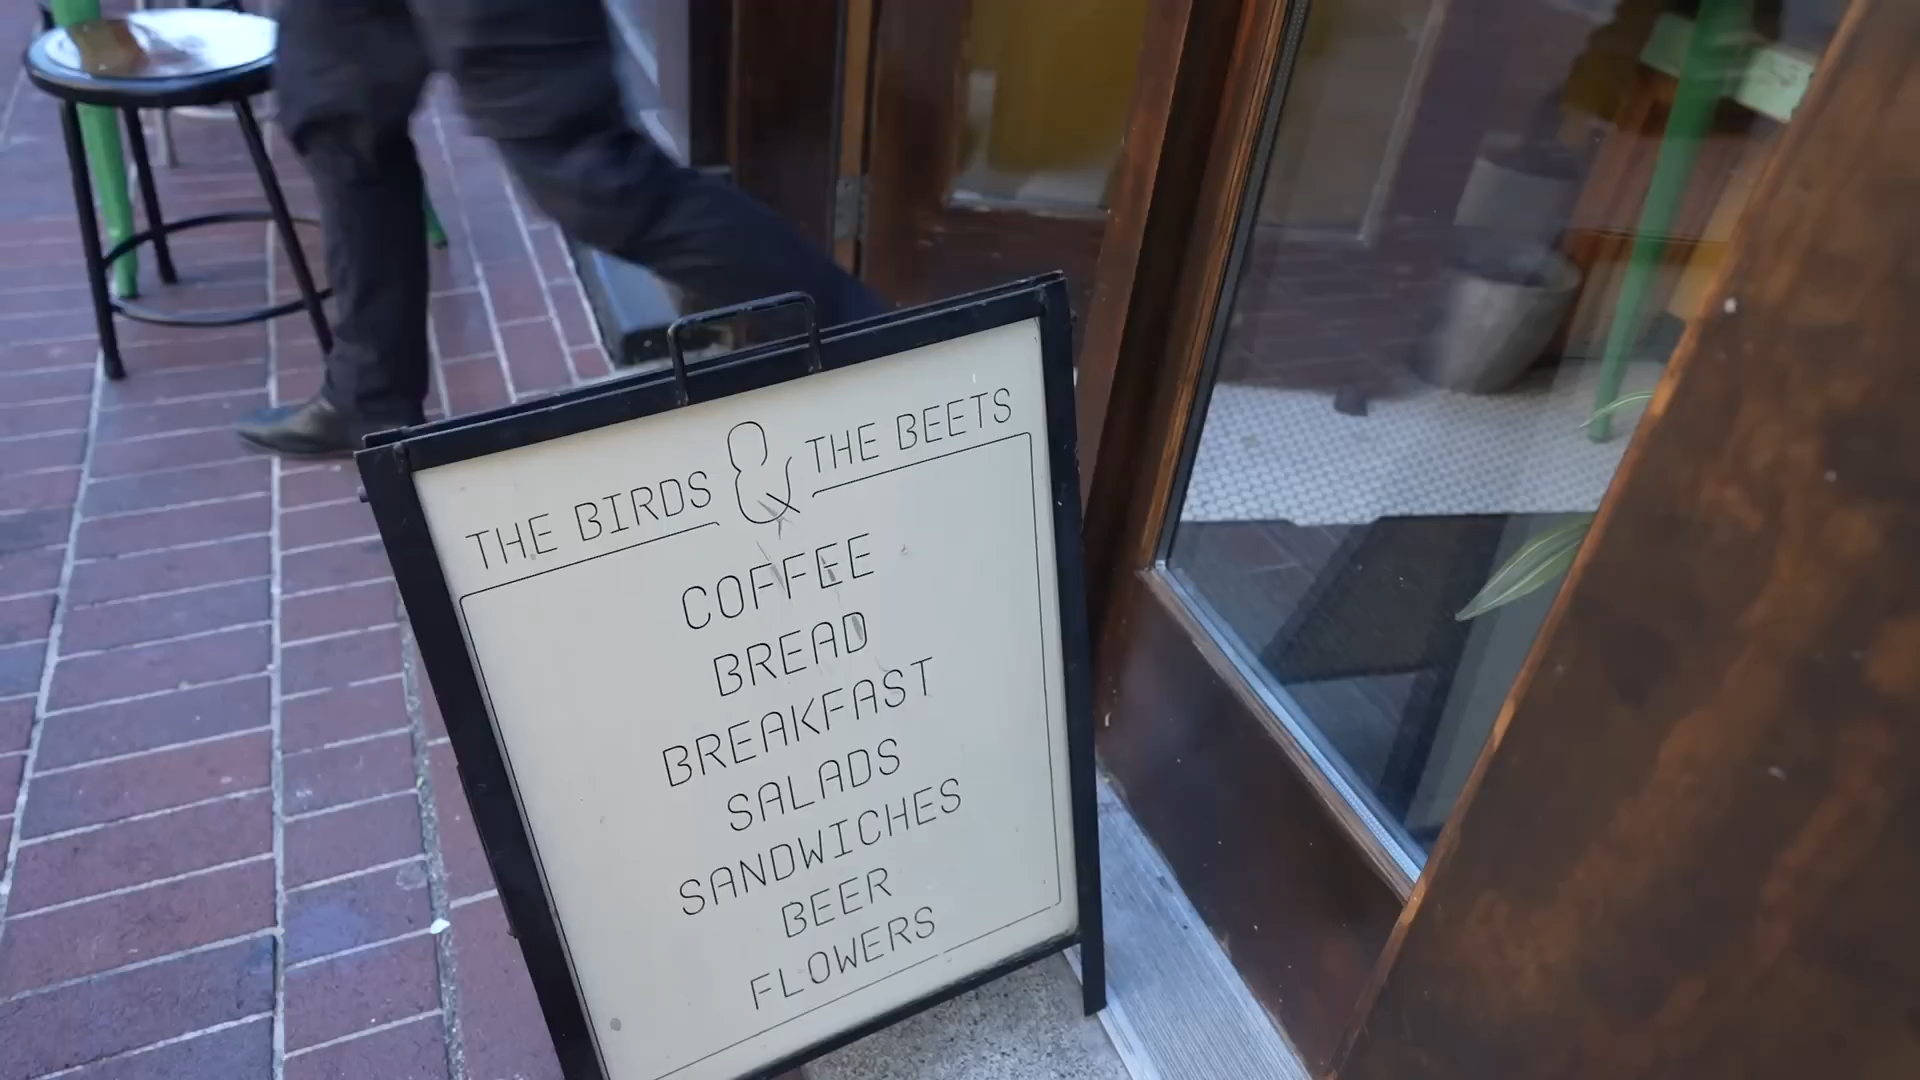 THE BIRDS & THE BEETS
COFFEE
BREAD
BREAKFAST
SALADS
SANDWICHES
BEER
FLOWERS